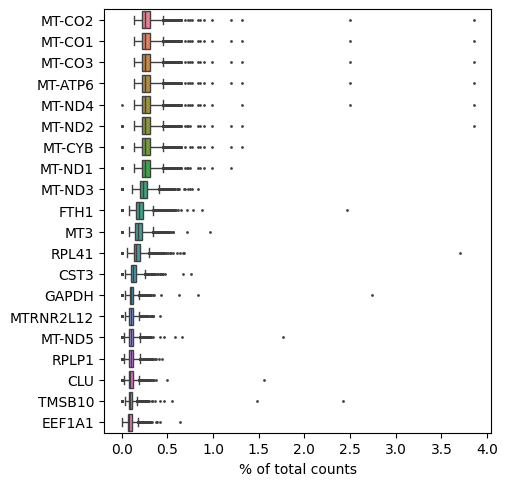 MT-CO2
MT-CO1
MT-CO3
MT-ATP6
MT-ND4
MT-ND2
MT-CYB
MT-ND1
MT-ND3
FTH1
MT3
RPL41
CST3
GAPDH
MTRNR2L12
MT-ND5
RPLP1
CLU
TMSB10
EEF1A1
0.0 0.5 1.0 1.5 2.0 2.5 3.0 3.5 4.0
% of total counts